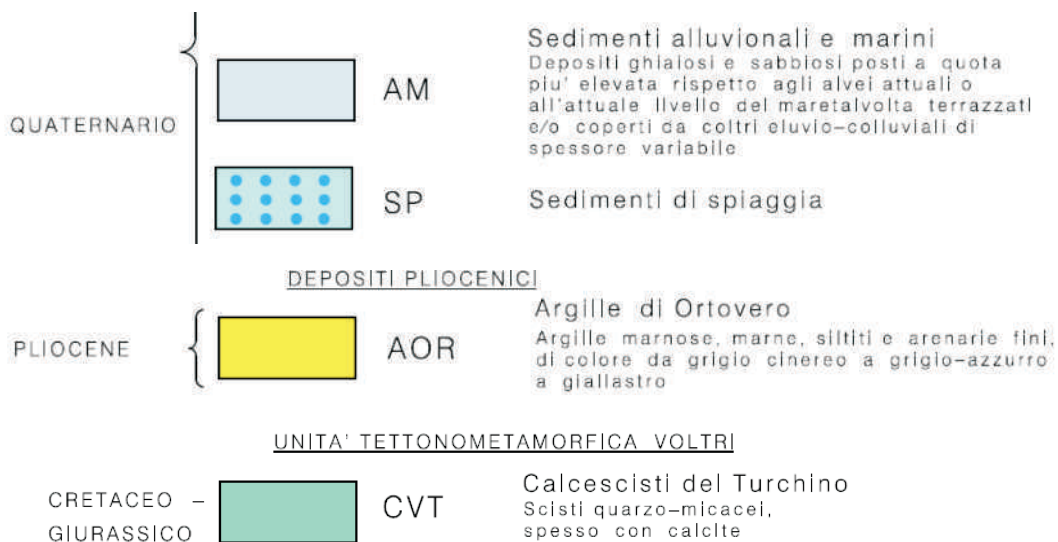 QUATERNARIO
AM
Sedimenti alluvionali e marini
Depositi ghiaiosi e sabbiosi posti a quota
piu' elevata rispetto agli alvei attuali o
all'attuale livello del maretalvolta terrazzati
e/o coperti da coltri eluvio-colluviali di
spessore variabile
SP
Sedimenti di spiaggia
DEPOSITI PLIOCENICI
PLIOCENE
AOR
Argille di Ortovero
Argille marnose, marne, siltiti e arenarie fini,
di colore da grigio cinereo a grigio-azzurro
a giallastro
UNITA' TETTONOMETAMORFICA VOLTRI
CRETACEO -
GIURASSICO
CVT
Calcescisti del Turchino
Scisti quarzo-micacei,
spesso con calcite